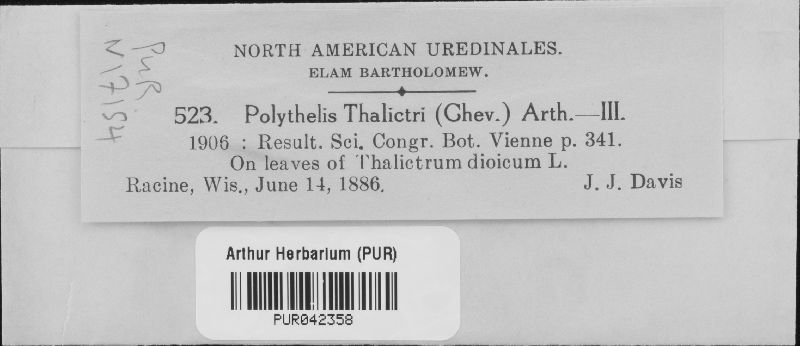 PUR
N17154
NORTH AMERICAN UREDINALES.
ELAM BARTHOLOMEW.
523. Polythelis Thalictri (Chev.) Arth.—III.
1906 : Result. Sci. Congr. Bot. Vienne p. 341.
On leaves of Thalictrum dioicum L.
Racine, Wis., June 14, 1886. J. J. Davis
Arthur Herbarium (PUR)
PUR042358